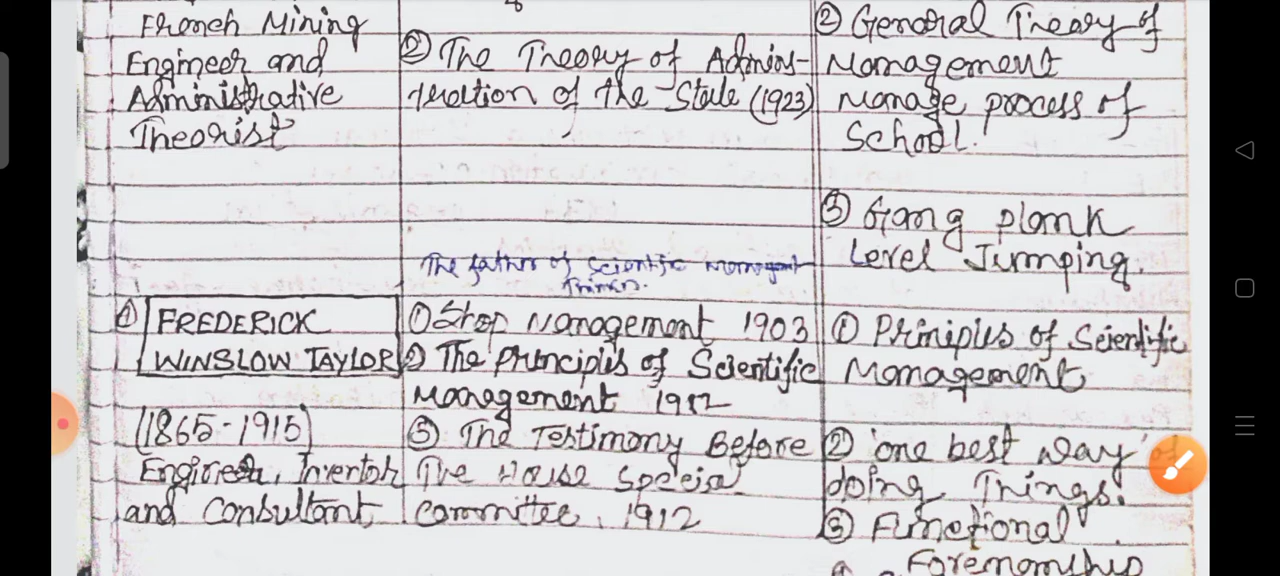 French Mining
Engineer and
Administrative
Theorist
② The Theory of Adminis-
tration of the State (1923)
② General Theory of
Management
Manage process of
School.
③ Gang plank
Level Jumping.
The father of Scientific Managemt
④ FREDERICK
WINSLOW TAYLOR
(1865-1915)
Engineer, Inventor
and Consultant
① Shop Management 1903
② The Principls of Scientific
Management 1912
③ The Testimony Before
The House Special
committee, 1912
① Prinipls of Scientific
Management
② 'one best way of
doing Things.
③ Functional
Foremanship